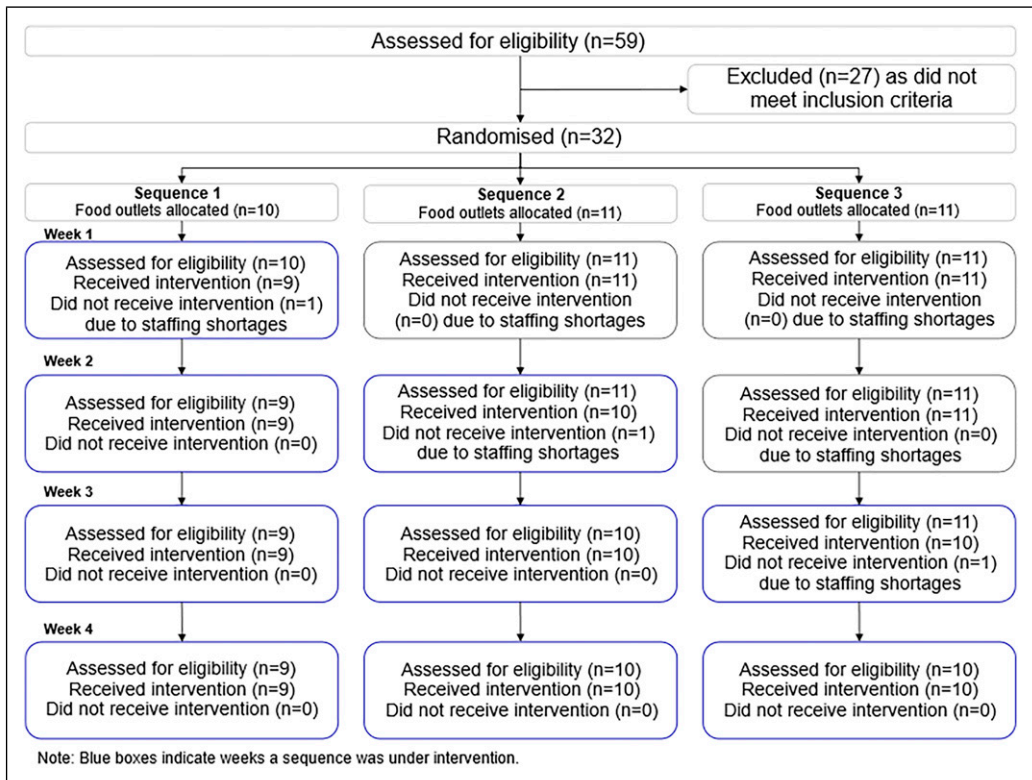 Assessed for eligibility (n=59)
Excluded (n=27) as did not
meet inclusion criteria
Randomised (n=32)
Sequence 1
Food outlets allocated (n=10)
Sequence 2
Food outlets allocated (n=11)
Sequence 3
Food outlets allocated (n=11)
Week 1
Assessed for eligibility (n=10)
Received intervention (n=9)
Did not receive intervention (n=1)
due to staffing shortages
Assessed for eligibility (n=11)
Received intervention (n=11)
Did not receive intervention
(n=0) due to staffing shortages
Assessed for eligibility (n=11)
Received intervention (n=11)
Did not receive intervention
(n=0) due to staffing shortages
Week 2
Assessed for eligibility (n=9)
Received intervention (n=9)
Did not receive intervention (n=0)
Assessed for eligibility (n=11)
Received intervention (n=10)
Did not receive intervention (n=1)
due to staffing shortages
Assessed for eligibility (n=11)
Received intervention (n=11)
Did not receive intervention (n=0)
due to staffing shortages
Week 3
Assessed for eligibility (n=9)
Received intervention (n=9)
Did not receive intervention (n=0)
Assessed for eligibility (n=10)
Received intervention (n=10)
Did not receive intervention (n=0)
Assessed for eligibility (n=11)
Received intervention (n=10)
Did not receive intervention (n=1)
due to staffing shortages
Week 4
Assessed for eligibility (n=9)
Received intervention (n=9)
Did not receive intervention (n=0)
Assessed for eligibility (n=10)
Received intervention (n=10)
Did not receive intervention (n=0)
Assessed for eligibility (n=10)
Received intervention (n=10)
Did not receive intervention (n=0)
Note: Blue boxes indicate weeks a sequence was under intervention.